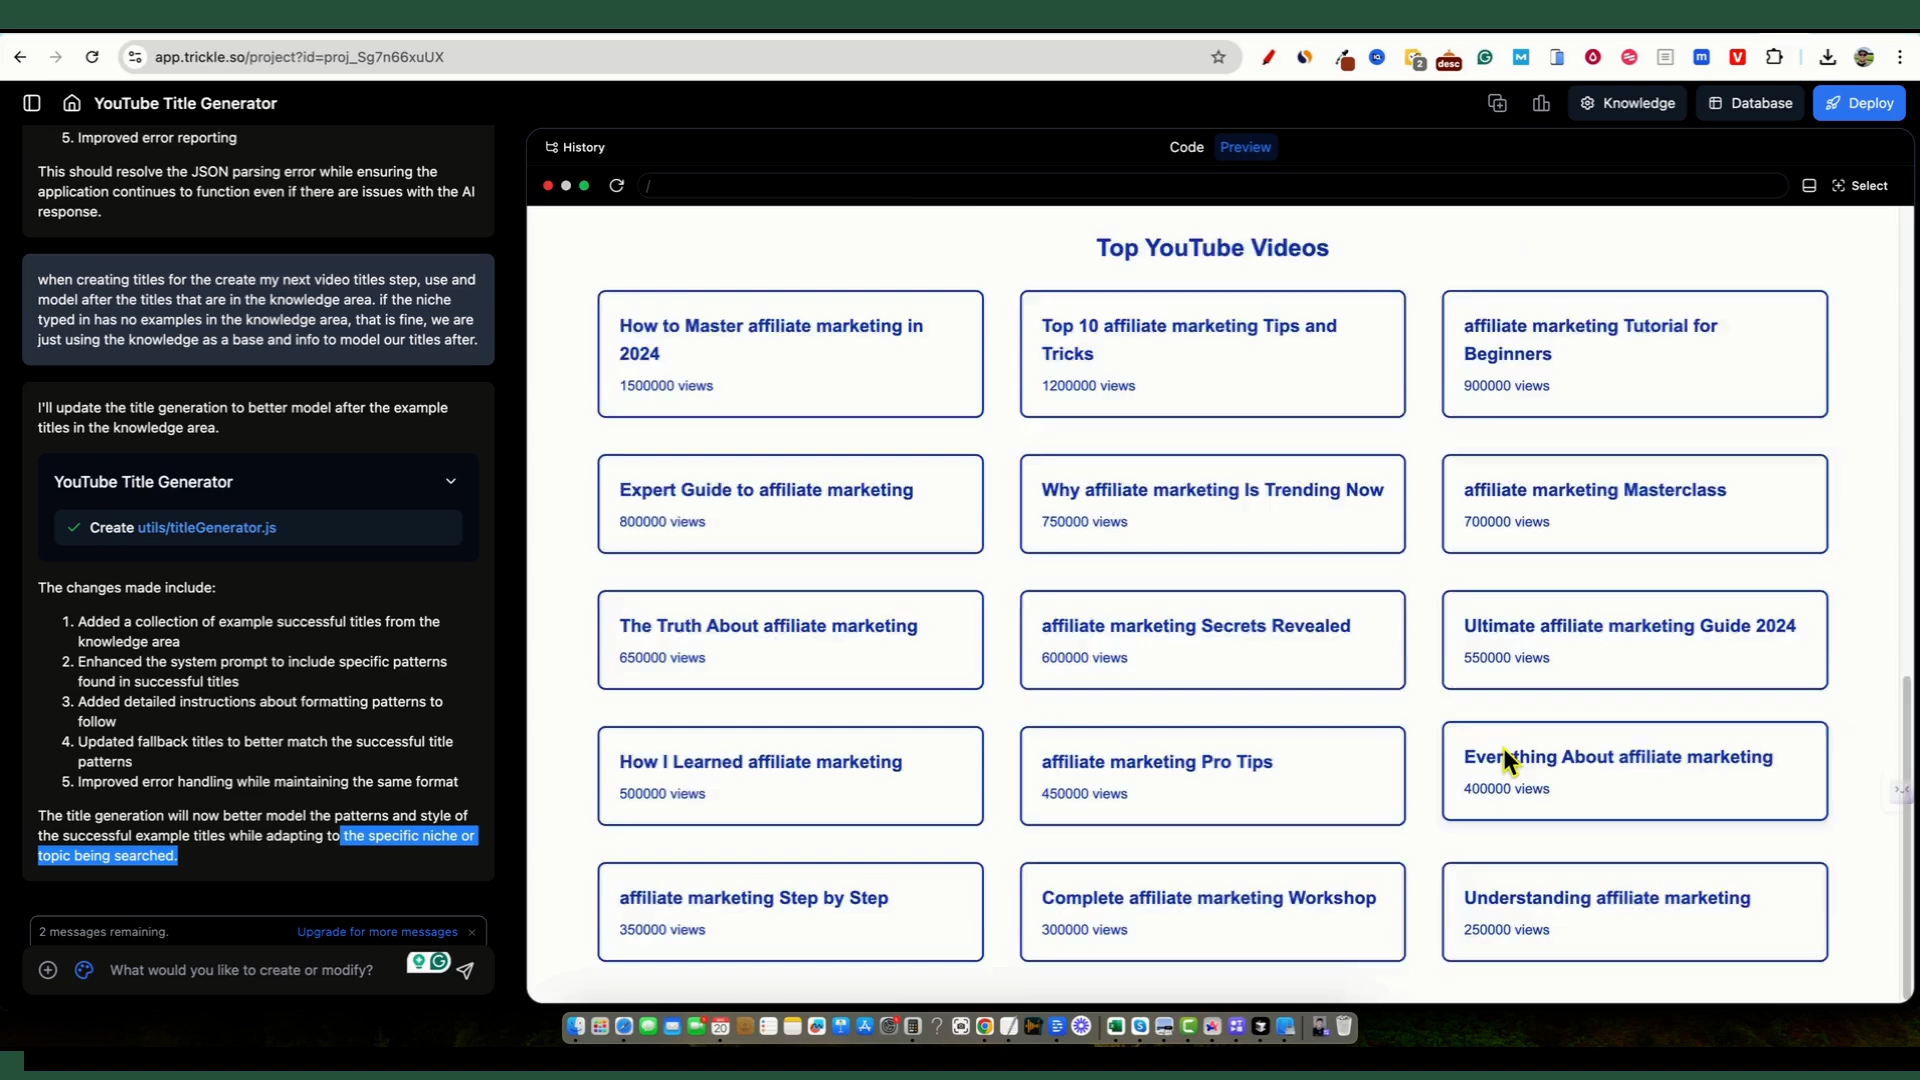 app.trickle.so/project?id=proj_Sg7n66xuUX
2
desc
YouTube Title Generator
Knowledge
Database
Deploy
5. Improved error reporting
This should resolve the JSON parsing error while ensuring the
application continues to function even if there are issues with the AI
response.
when creating titles for the create my next video titles step, use and
model after the titles that are in the knowledge area. if the niche
typed in has no examples in the knowledge area, that is fine, we are
just using the knowledge as a base and info to model our titles after.
I'll update the title generation to better model after the example
titles in the knowledge area.
YouTube Title Generator
Create utils/titleGenerator.js
The changes made include:
1. Added a collection of example successful titles from the
knowledge area
2. Enhanced the system prompt to include specific patterns
found in successful titles
3. Added detailed instructions about formatting patterns to
follow
4. Updated fallback titles to better match the successful title
patterns
5. Improved error handling while maintaining the same format
The title generation will now better model the patterns and style of
the successful example titles while adapting to the specific niche or
topic being searched.
2 messages remaining.
Upgrade for more messages
What would you like to create or modify?
History
Code
Preview
/
Select
Top YouTube Videos
How to Master affiliate marketing in
2024
1500000 views
Top 10 affiliate marketing Tips and
Tricks
1200000 views
affiliate marketing Tutorial for
Beginners
900000 views
Expert Guide to affiliate marketing
800000 views
Why affiliate marketing Is Trending Now
750000 views
affiliate marketing Masterclass
700000 views
The Truth About affiliate marketing
650000 views
affiliate marketing Secrets Revealed
600000 views
Ultimate affiliate marketing Guide 2024
550000 views
How I Learned affiliate marketing
500000 views
affiliate marketing Pro Tips
450000 views
Everything About affiliate marketing
400000 views
affiliate marketing Step by Step
350000 views
Complete affiliate marketing Workshop
300000 views
Understanding affiliate marketing
250000 views
20